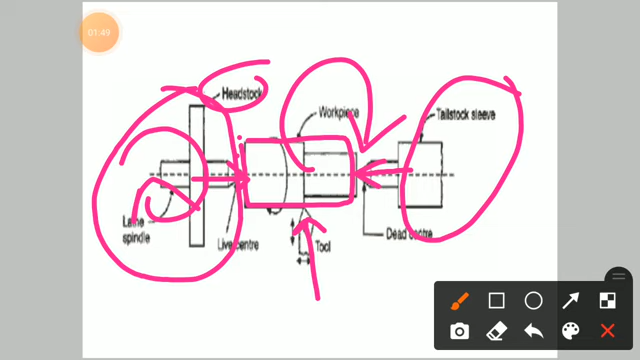 01:49
Headstock
Workpiece
Tailstock sleeve
Lathe
spindle
Live centre
Tool
Dead centre